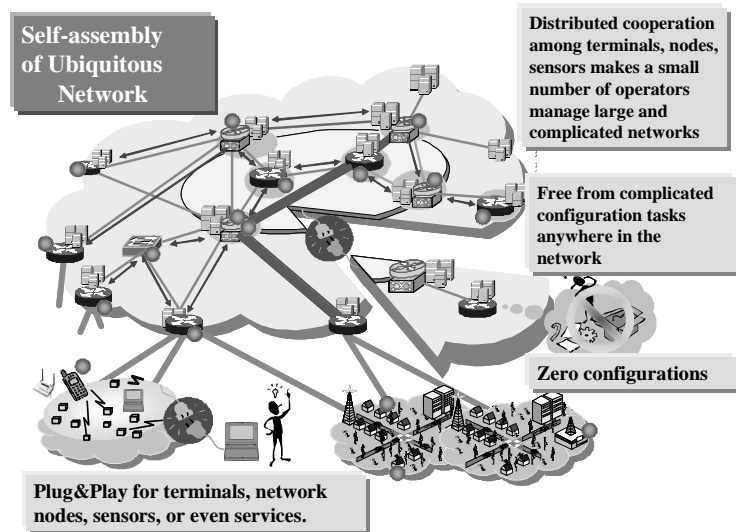 Self-assembly
of Ubiquitous
Network
Distributed cooperation
among terminals, nodes,
sensors makes a small
number of operators
manage large and
complicated networks
Free from complicated
configuration tasks
anywhere in the
network
Zero configurations
Plug&Play for terminals, network
nodes, sensors, or even services.